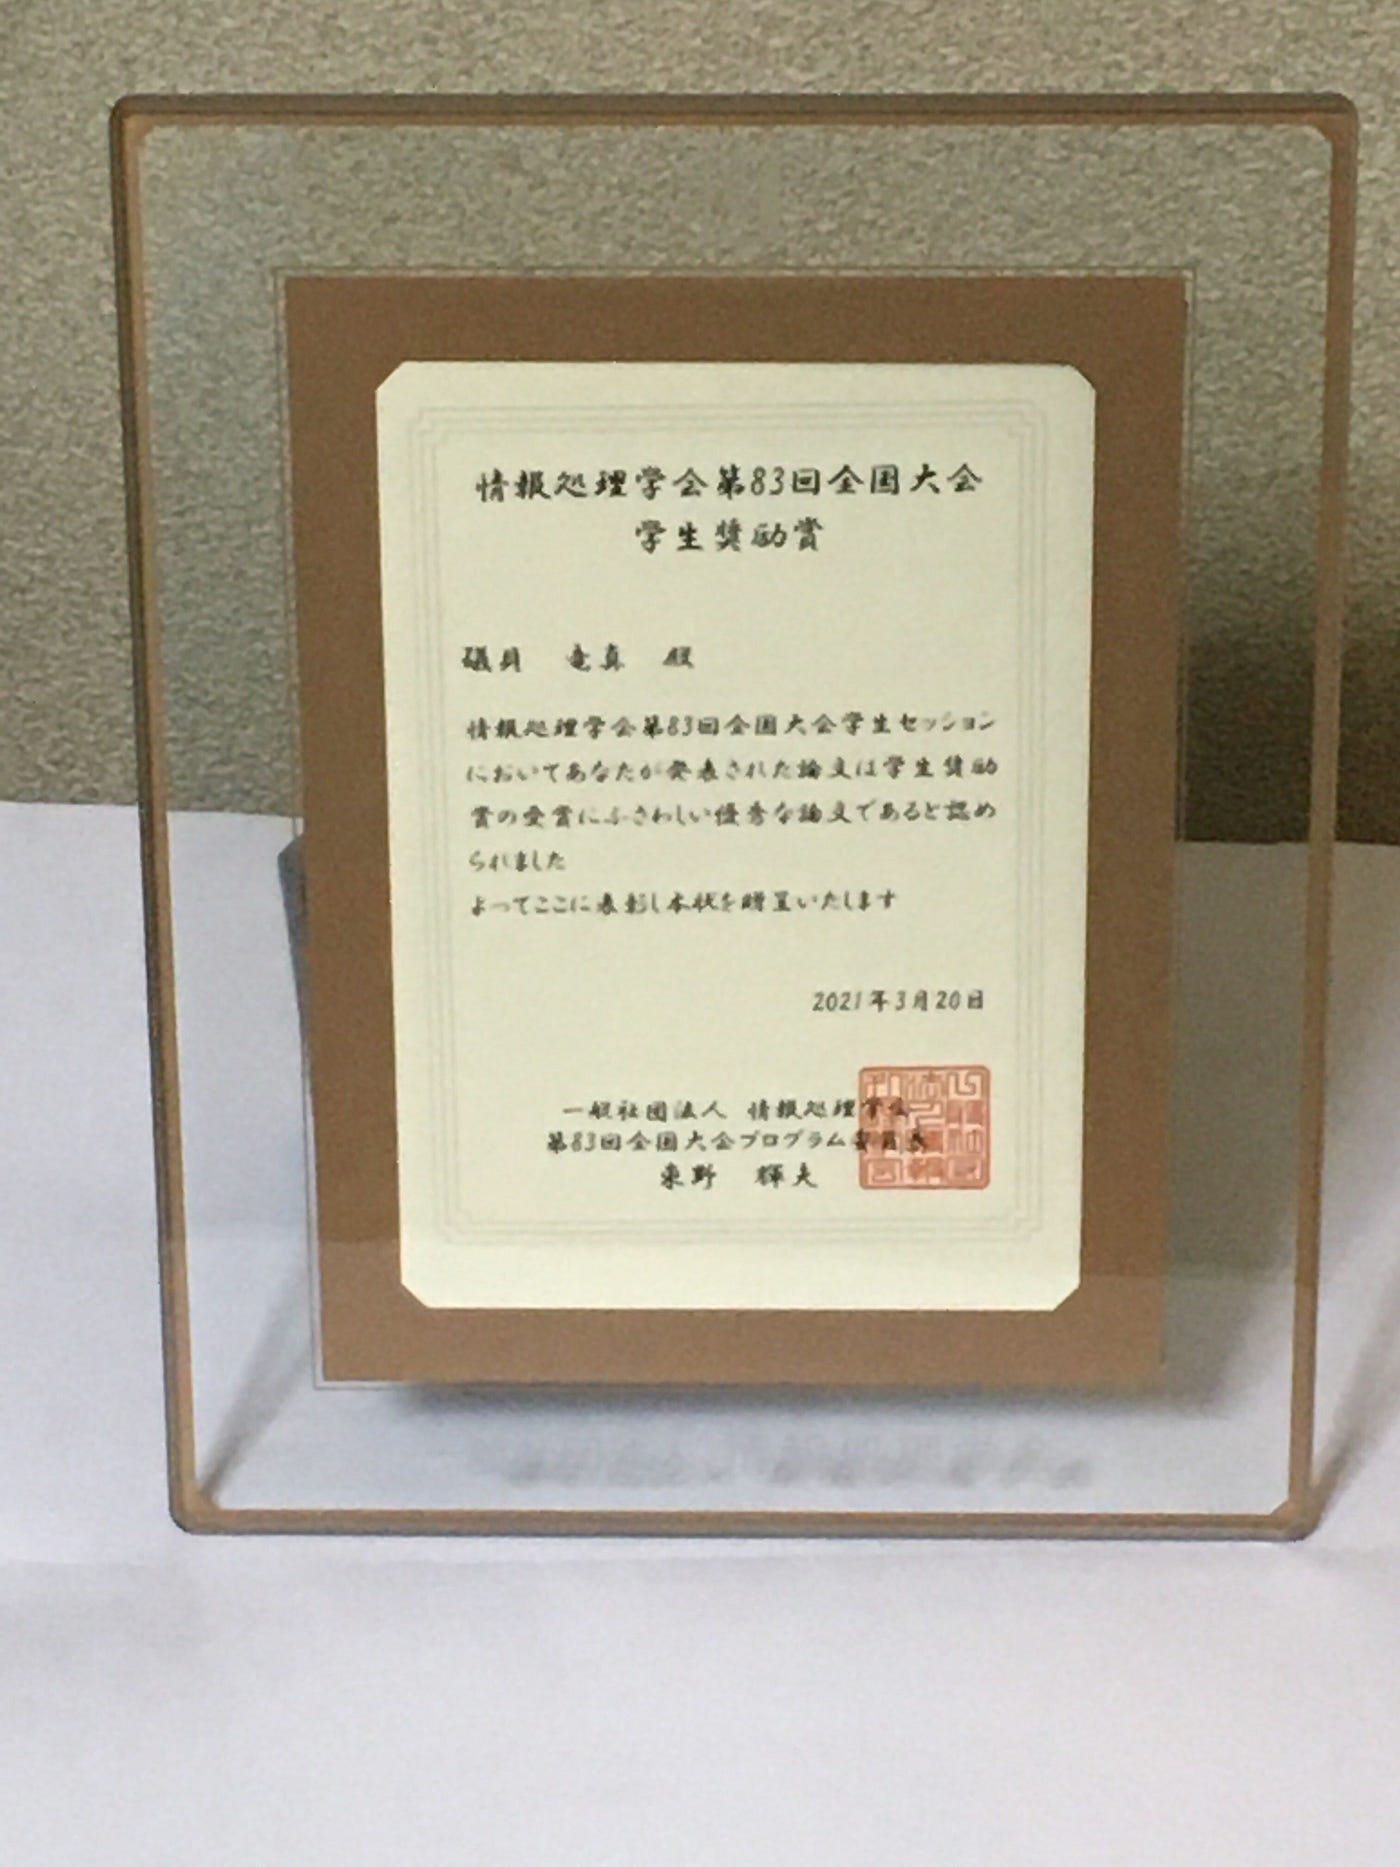 情報処理学会第83回全国大会
学生奨励賞
礒貝 竜真 殿
情報処理学会第83回全国大会学生セッション
においてあなたが発表された論文は学生奨励
賞の受賞にふさわしい優秀な論文であると認め
られました
よってここに表彰し本状を贈呈いたします
2021年3月20日
一般社団法人 情報処理学会
第83回全国大会プログラム委員長
東野 輝夫